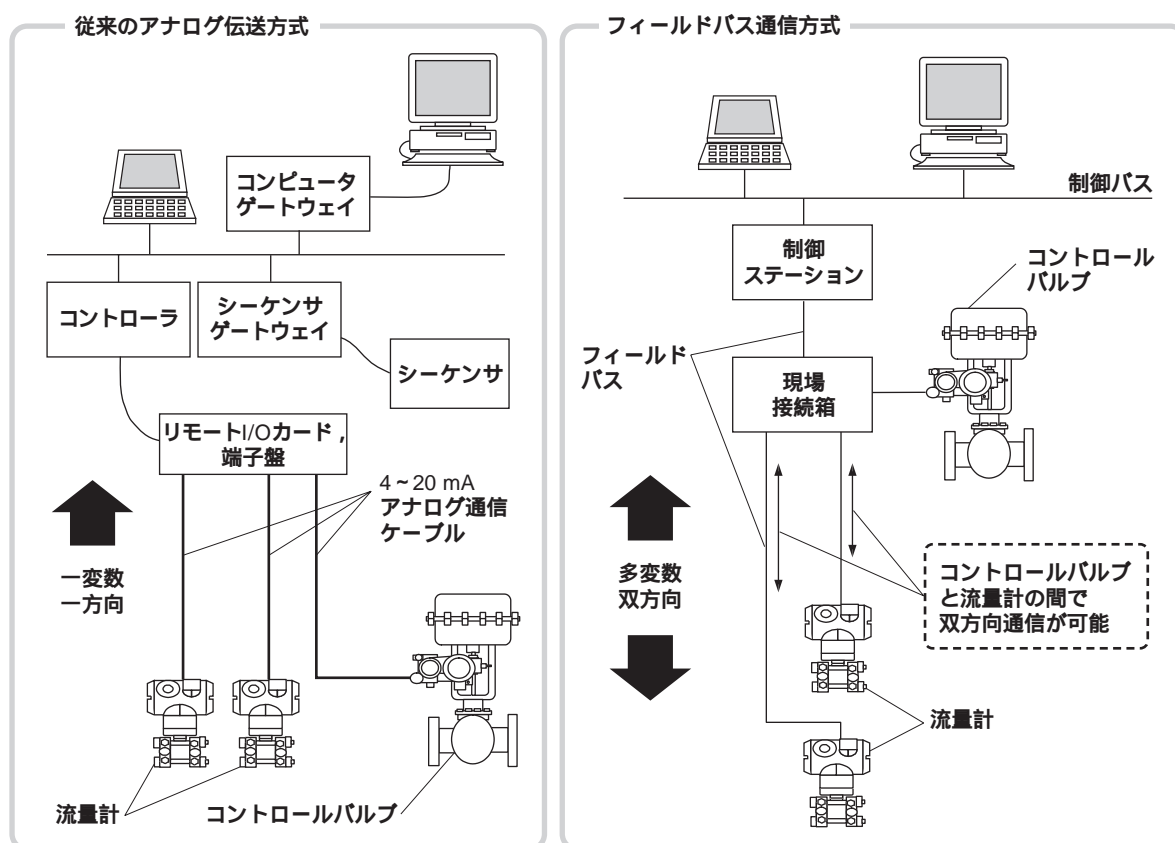 従来のアナログ伝送方式
コンピュータ
ゲートウェイ
コントローラ
シーケンサ
ゲートウェイ
シーケンサ
リモートI/Oカード，
端子盤
4～20 mA
アナログ通信
ケーブル
一変数
一方向
流量計
コントロールバルブ
フィールドバス通信方式
制御バス
制御
ステーション
コントロール
バルブ
フィールド
バス
現場
接続箱
多変数
双方向
コントロールバルブ
と流量計の間で
双方向通信が可能
流量計